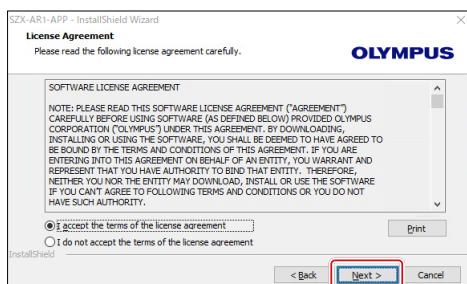 SZX-AR1-APP - InstallShield Wizard
License Agreement
Please read the following license agreement carefully.
OLYMPUS
SOFTWARE LICENSE AGREEMENT
NOTE: PLEASE READ THIS SOFTWARE LICENSE AGREEMENT ("AGREEMENT")
CAREFULLY BEFORE USING SOFTWARE (AS DEFINED BELOW) PROVIDED OLYMPUS
CORPORATION ("OLYMPUS") UNDER THIS AGREEMENT. BY DOWNLOADING,
INSTALLING OR USING THE SOFTWARE, YOU SHALL BE DEEMED TO HAVE AGREED TO
BE BOUND BY THE TERMS AND CONDITIONS OF THIS AGREEMENT. IF YOU ARE
ENTERING INTO THIS AGREEMENT ON BEHALF OF AN ENTITY, YOU WARRANT AND
REPRESENT THAT YOU HAVE AUTHORITY TO BIND THAT ENTITY. THEREFORE,
NEITHER YOU NOR THE ENTITY MAY DOWNLOAD, INSTALL OR USE THE SOFTWARE
IF YOU CAN'T AGREE TO FOLLOWING TERMS AND CONDITIONS OR YOU DO NOT
HAVE SUCH AUTHORITY.
I accept the terms of the license agreement
Print
I do not accept the terms of the license agreement
InstallShield
< Back
Next >
Cancel